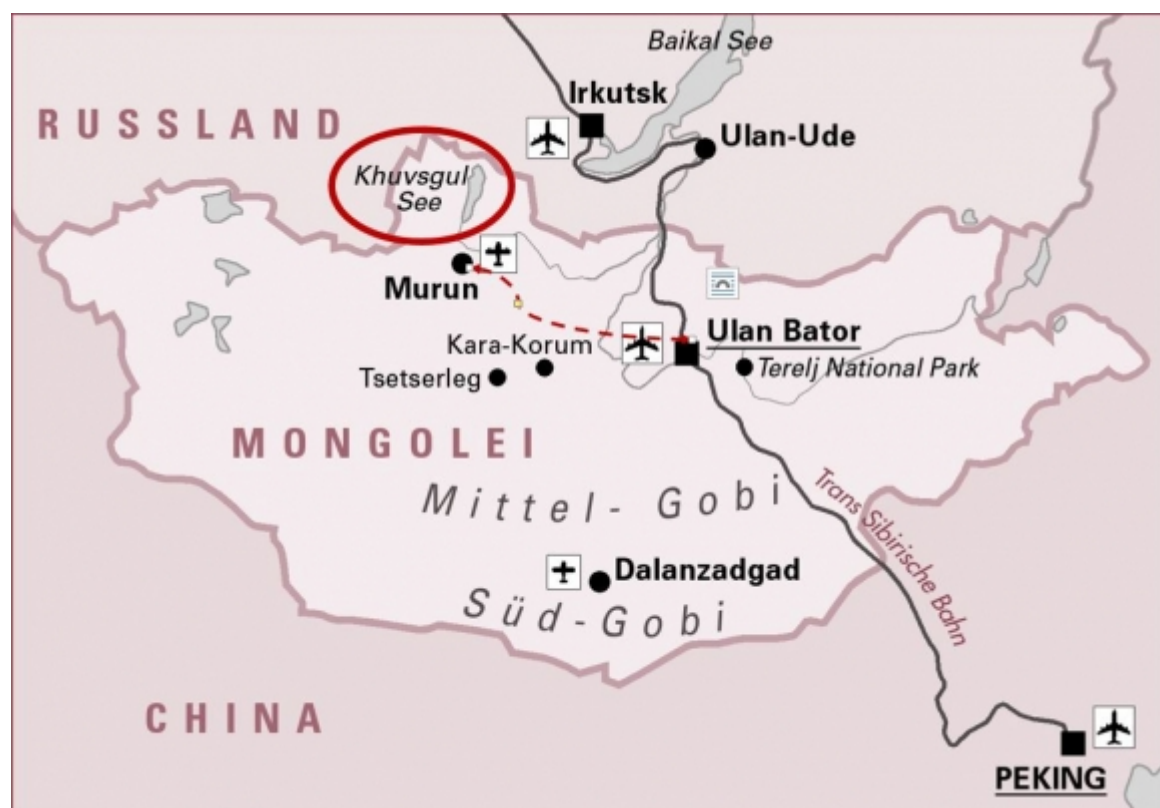 Baikal See
Irkutsk
RUSSLAND
Ulan-Ude
Khuvsgul
See
Murun
Ulan Bator
Kara-Korum
Terelj National Park
Tsetserleg
MONGOLEI
Mittel-Gobi
Trans Sibirische Bahn
Dalanzadgad
Süd-Gobi
CHINA
PEKING